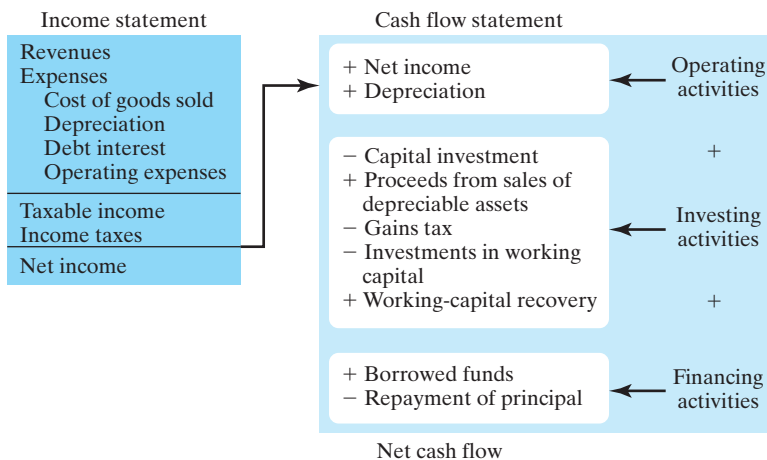 Income statement
Revenues
Expenses
Cost of goods sold
Depreciation
Debt interest
Operating expenses
Taxable income
Income taxes
Net income
Cash flow statement
+ Net income
+ Depreciation
Operating
activities
+
− Capital investment
+ Proceeds from sales of
depreciable assets
− Gains tax
− Investments in working
capital
+ Working-capital recovery
Investing
activities
+
+ Borrowed funds
− Repayment of principal
Financing
activities
Net cash flow